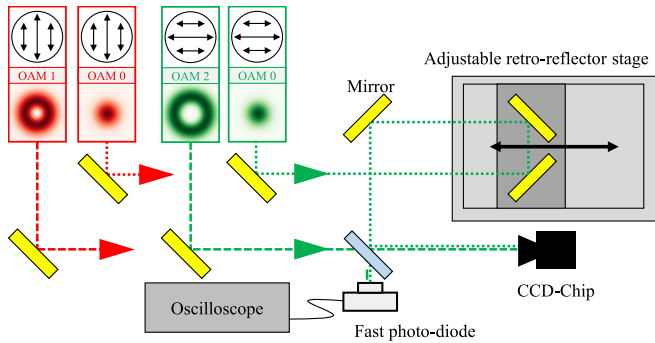 OAM 1
OAM 0
OAM 2
OAM 0
Adjustable retro-reflector stage
Mirror
CCD-Chip
Oscilloscope
Fast photo-diode